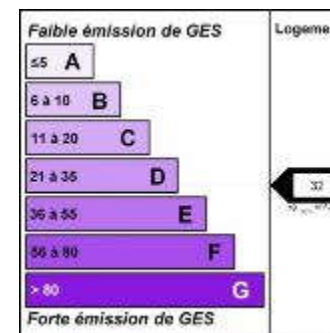 Faible émission de GES
Logeme
≤5 A
6 à 10 B
11 à 20 C
21 à 35 D
32
36 à 55 E
56 à 80 F
> 80 G
Forte émission de GES